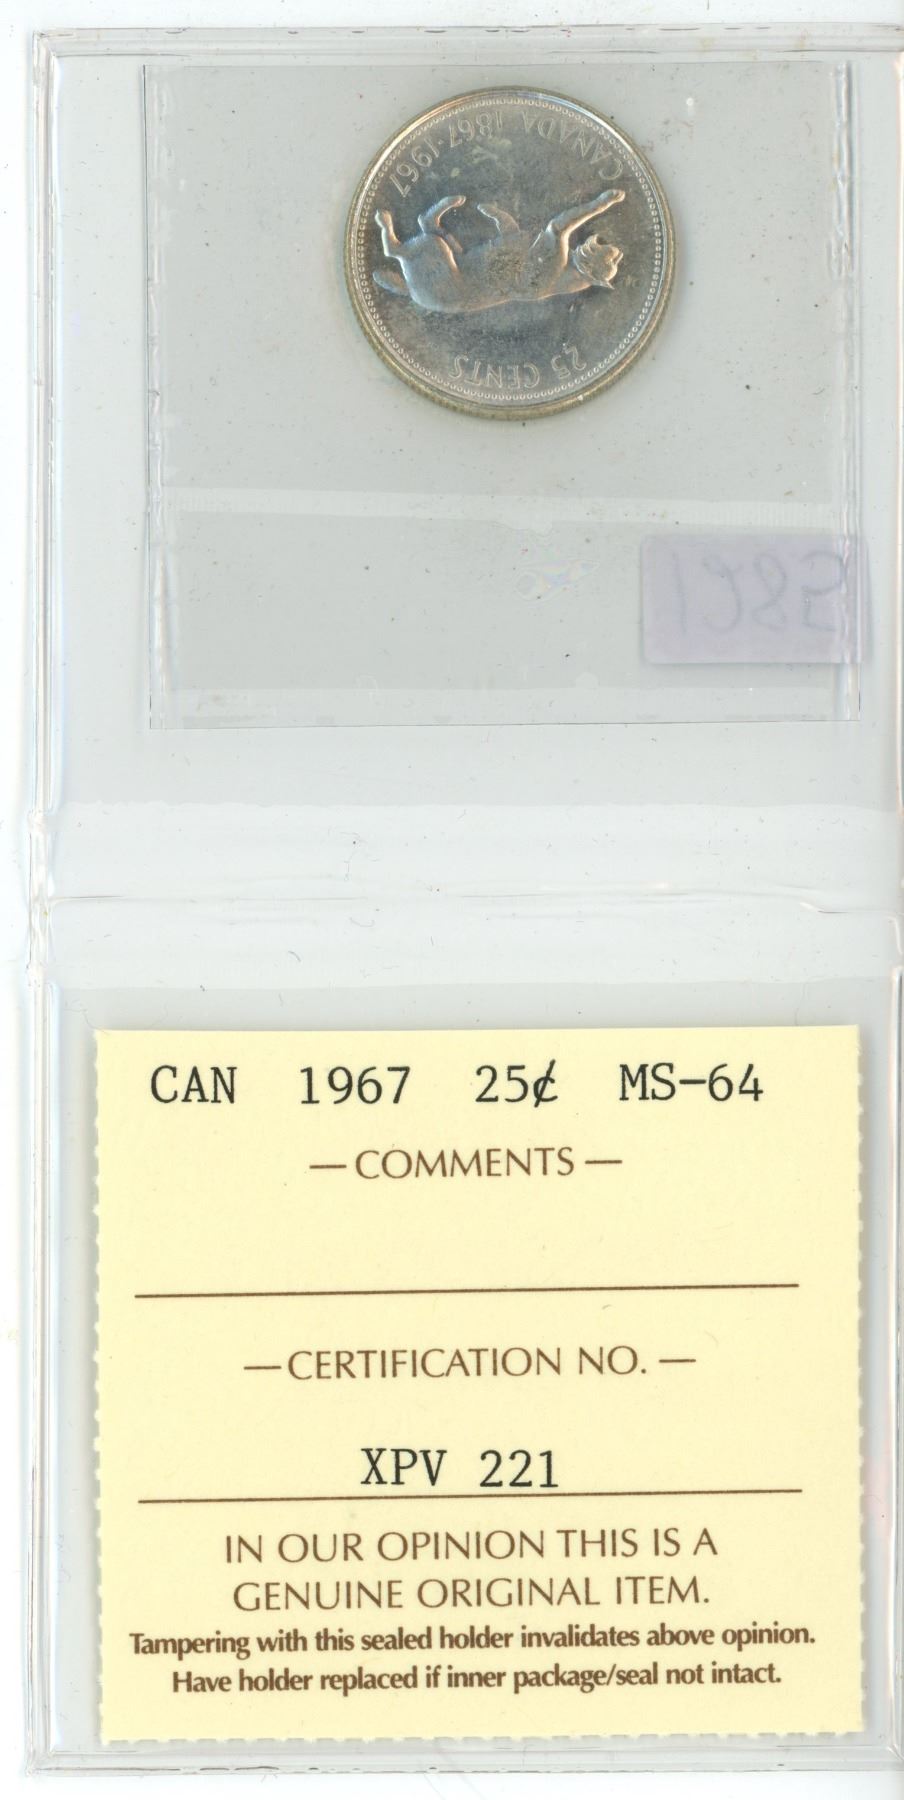 CANADA 1867-1967
25 CENTS
CAN 1967 25¢ MS-64
— COMMENTS —
— CERTIFICATION NO. —
XPV 221
IN OUR OPINION THIS IS A
GENUINE ORIGINAL ITEM.
Tampering with this sealed holder invalidates above opinion.
Have holder replaced if inner package/seal not intact.